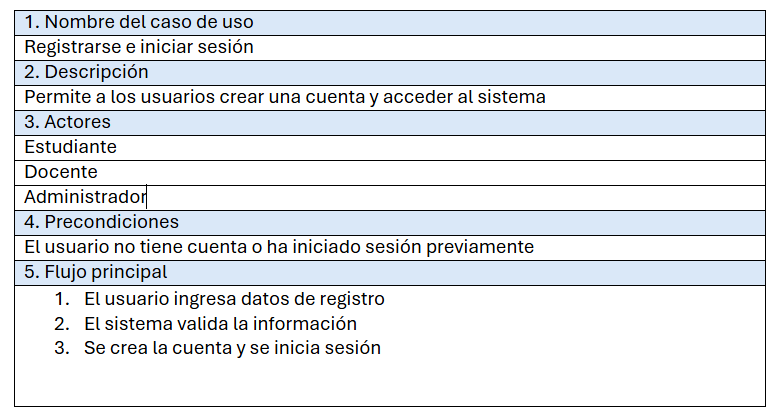 1. Nombre del caso de uso
Registrarse e iniciar sesión
2. Descripción
Permite a los usuarios crear una cuenta y acceder al sistema
3. Actores
Estudiante
Docente
Administrador
4. Precondiciones
El usuario no tiene cuenta o ha iniciado sesión previamente
5. Flujo principal
1. El usuario ingresa datos de registro
2. El sistema valida la información
3. Se crea la cuenta y se inicia sesión